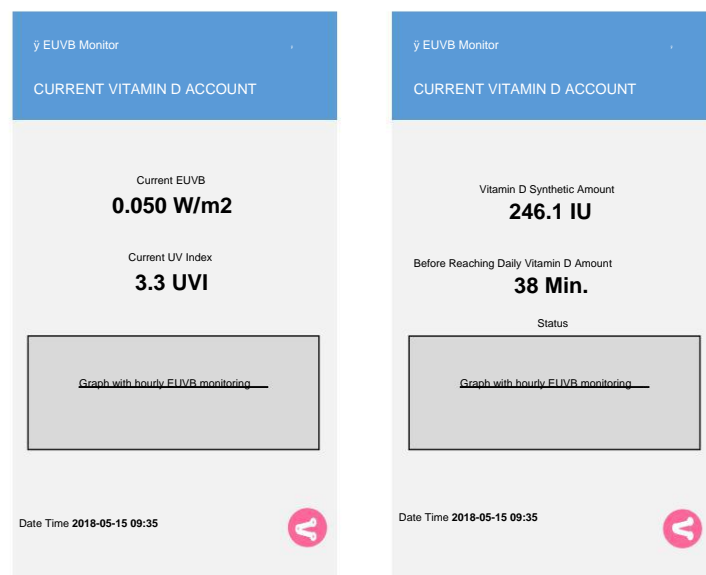 ÿ EUVB Monitor
CURRENT VITAMIN D ACCOUNT
Current EUVB
0.050 W/m2
Current UV Index
3.3 UVI
Graph with hourly EUVB monitoring
Date Time 2018-05-15 09:35
ÿ EUVB Monitor
CURRENT VITAMIN D ACCOUNT
Vitamin D Synthetic Amount
246.1 IU
Before Reaching Daily Vitamin D Amount
38 Min.
Status
Graph with hourly EUVB monitoring
Date Time 2018-05-15 09:35